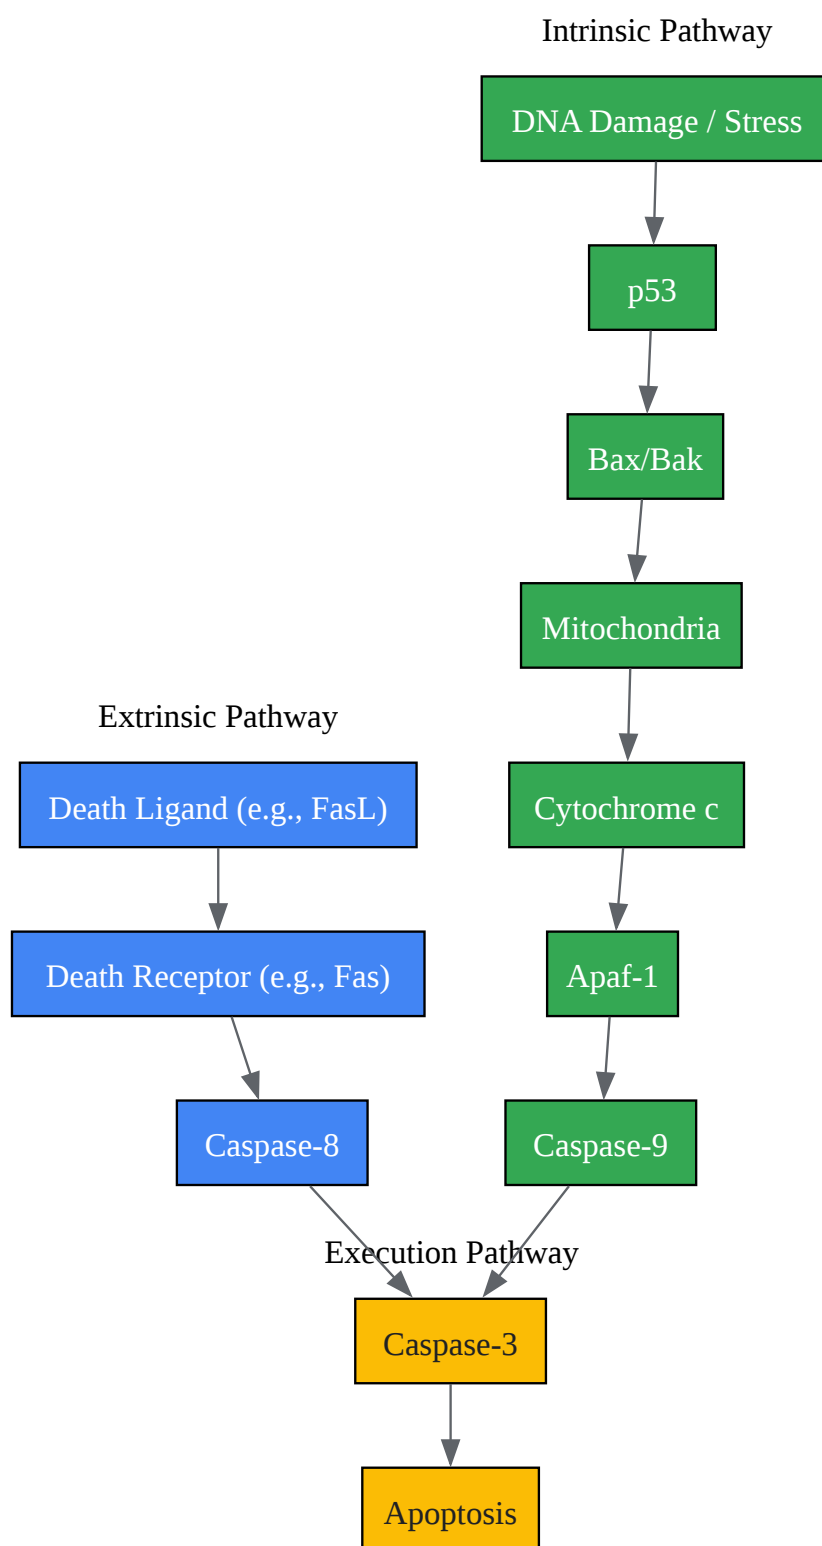 Intrinsic Pathway
DNA Damage / Stress
p53
Bax/Bak
Mitochondria
Extrinsic Pathway
Death Ligand (e.g., FasL)
Cytochrome c
Death Receptor (e.g., Fas)
Apaf-1
Caspase-8
Caspase-9
Execution Pathway
Caspase-3
Apoptosis